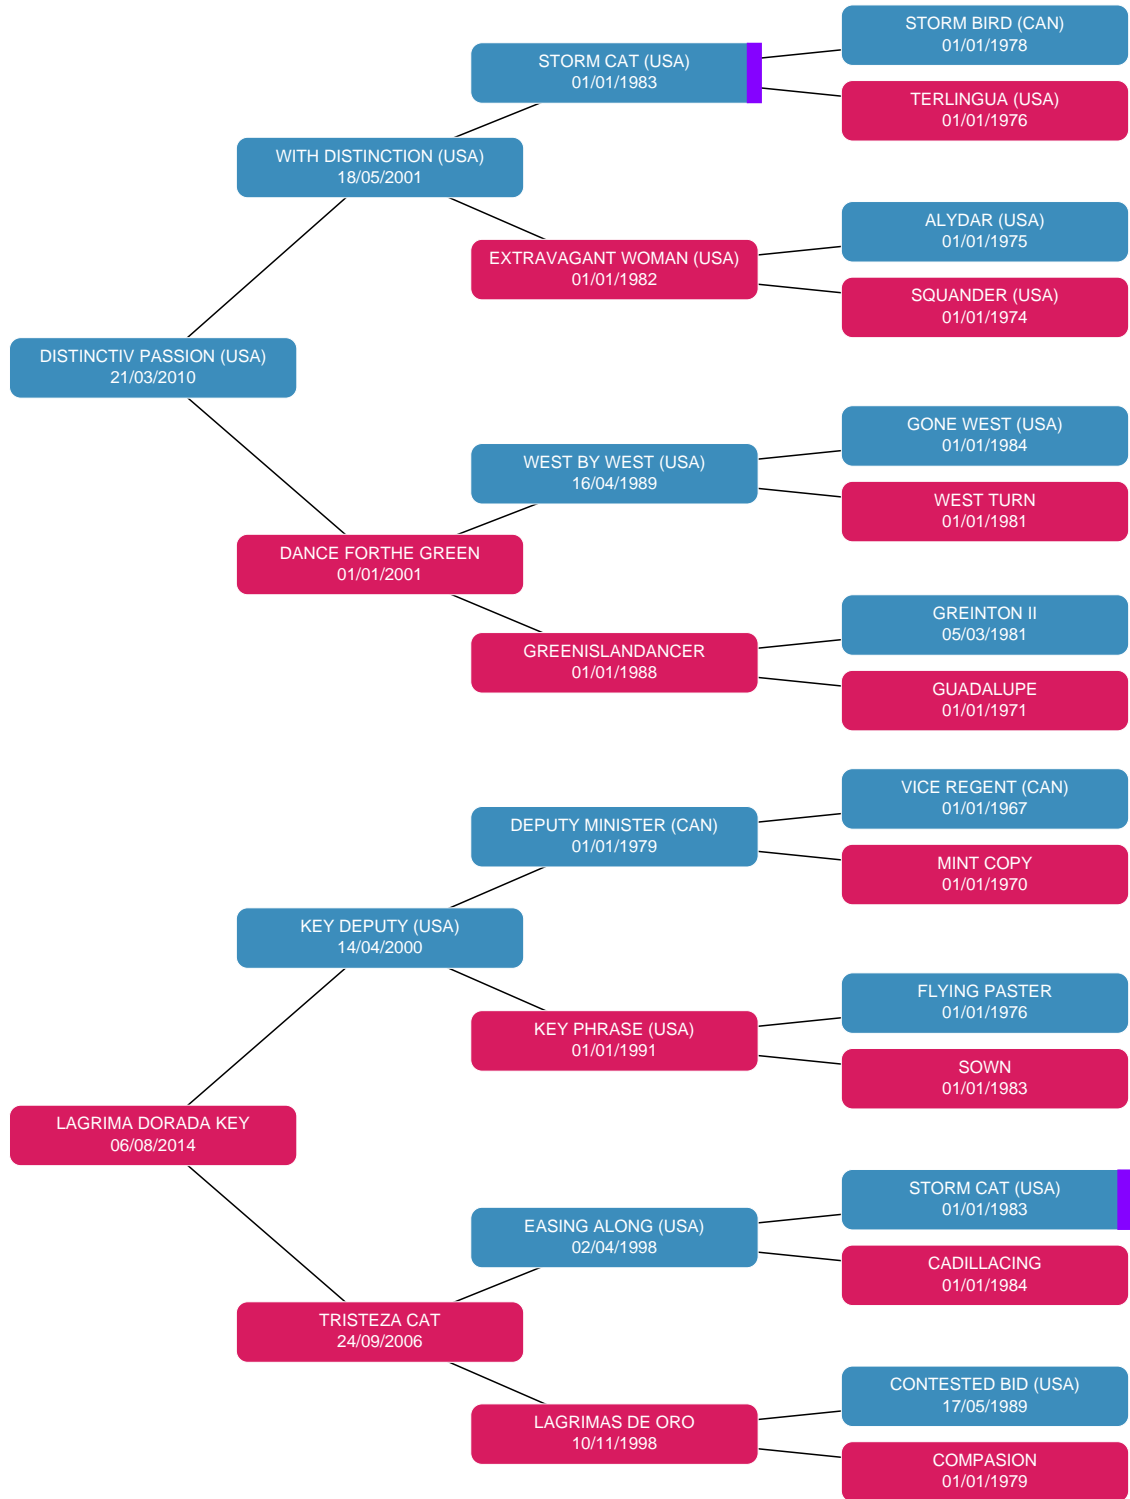 STORM BIRD (CAN)
01/01/1978
STORM CAT (USA)
01/01/1983
TERLINGUA (USA)
01/01/1976
WITH DISTINCTION (USA)
18/05/2001
ALYDAR (USA)
01/01/1975
EXTRAVAGANT WOMAN (USA)
01/01/1982
SQUANDER (USA)
01/01/1974
DISTINCTIV PASSION (USA)
21/03/2010
GONE WEST (USA)
01/01/1984
WEST BY WEST (USA)
16/04/1989
WEST TURN
01/01/1981
DANCE FORTHE GREEN
01/01/2001
GREINTON II
05/03/1981
GREENISLANDANCER
01/01/1988
GUADALUPE
01/01/1971
VICE REGENT (CAN)
01/01/1967
DEPUTY MINISTER (CAN)
01/01/1979
MINT COPY
01/01/1970
KEY DEPUTY (USA)
14/04/2000
FLYING PASTER
01/01/1976
KEY PHRASE (USA)
01/01/1991
SOWN
01/01/1983
LAGRIMA DORADA KEY
06/08/2014
STORM CAT (USA)
01/01/1983
EASING ALONG (USA)
02/04/1998
CADILLACING
01/01/1984
TRISTEZA CAT
24/09/2006
CONTESTED BID (USA)
17/05/1989
LAGRIMAS DE ORO
10/11/1998
COMPASION
01/01/1979